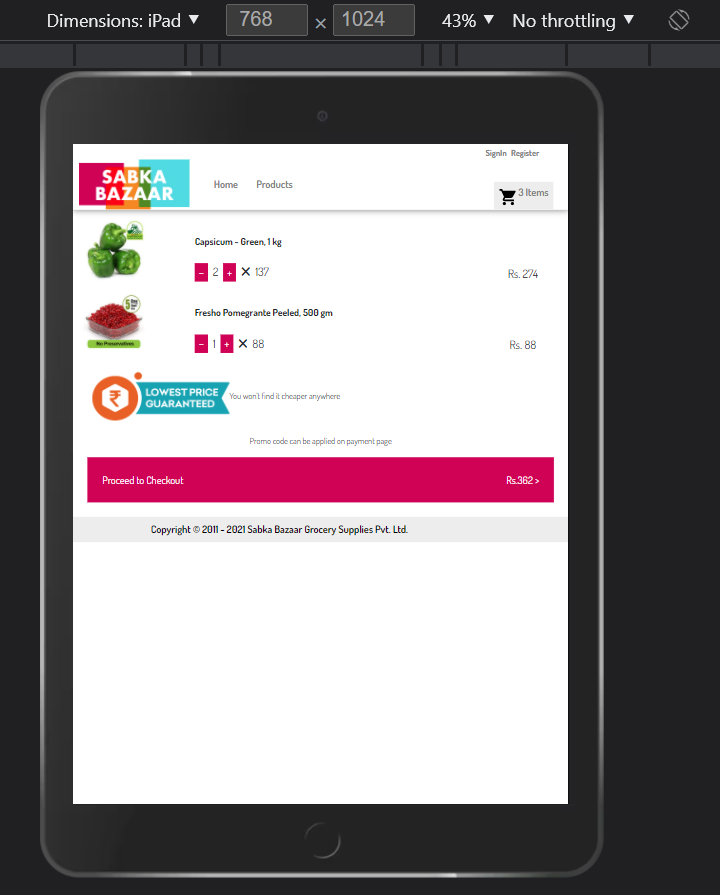 Dimensions: iPad ▼ 768 × 1024 43% ▼ No throttling ▼
SignIn Register
SABKA
BAZAAR
Home Products
3 Items
Capsicum - Green, 1 kg
- 2 + × 137
Rs. 274
Fresho Pomegrante Peeled, 500 gm
No Preservatives
- 1 + × 88
Rs. 88
LOWEST PRICE
GUARANTEED
You won't find it cheaper anywhere
Promo code can be applied on payment page
Proceed to Checkout Rs.362 >
Copyright © 2011 - 2021 Sabka Bazaar Grocery Supplies Pvt. Ltd.